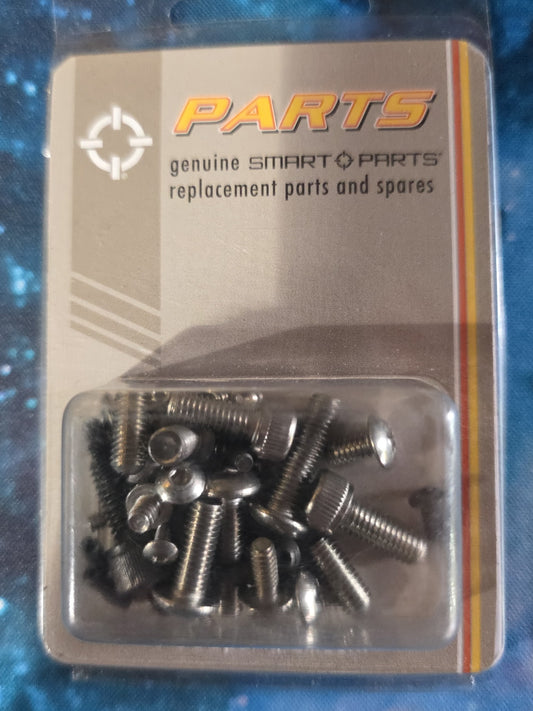 PARTS
genuine SMART PARTS
replacement parts and spares